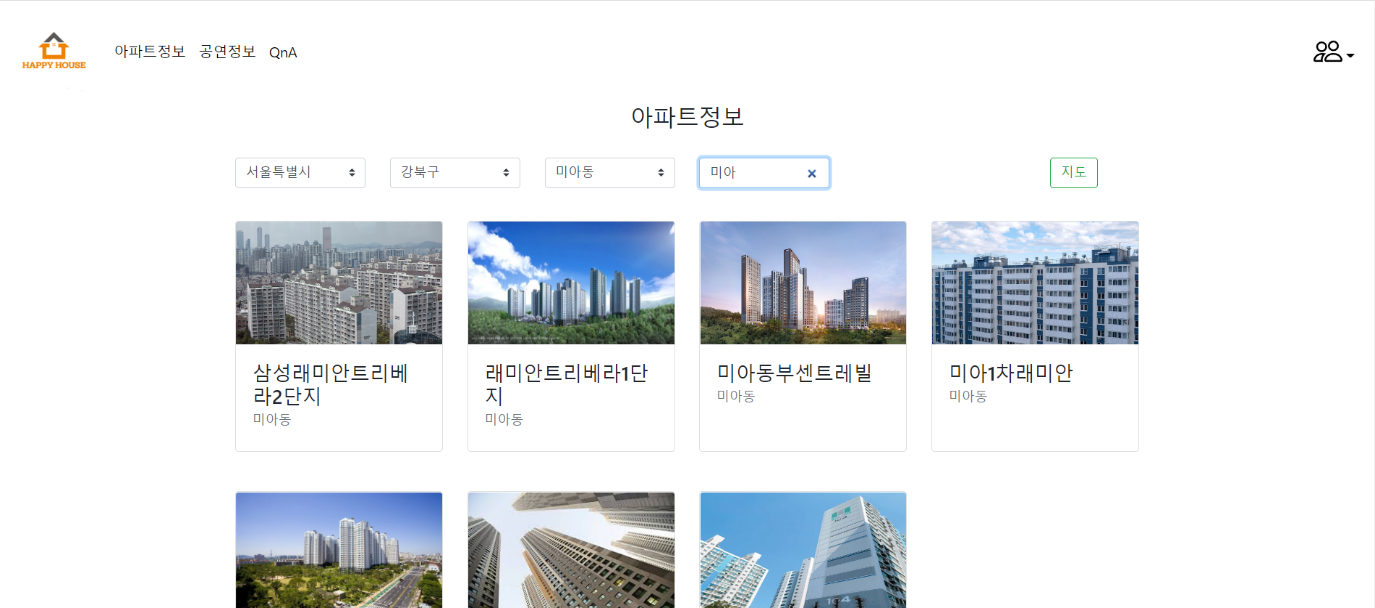 HAPPY HOUSE
아파트정보 공연정보 QnA
아파트정보
서울특별시 강북구 미아동 미아 지도
삼성래미안트리베
라2단지
미아동
래미안트리베라1단
지
미아동
미아동부센트레빌
미아동
미아1차래미안
미아동
104